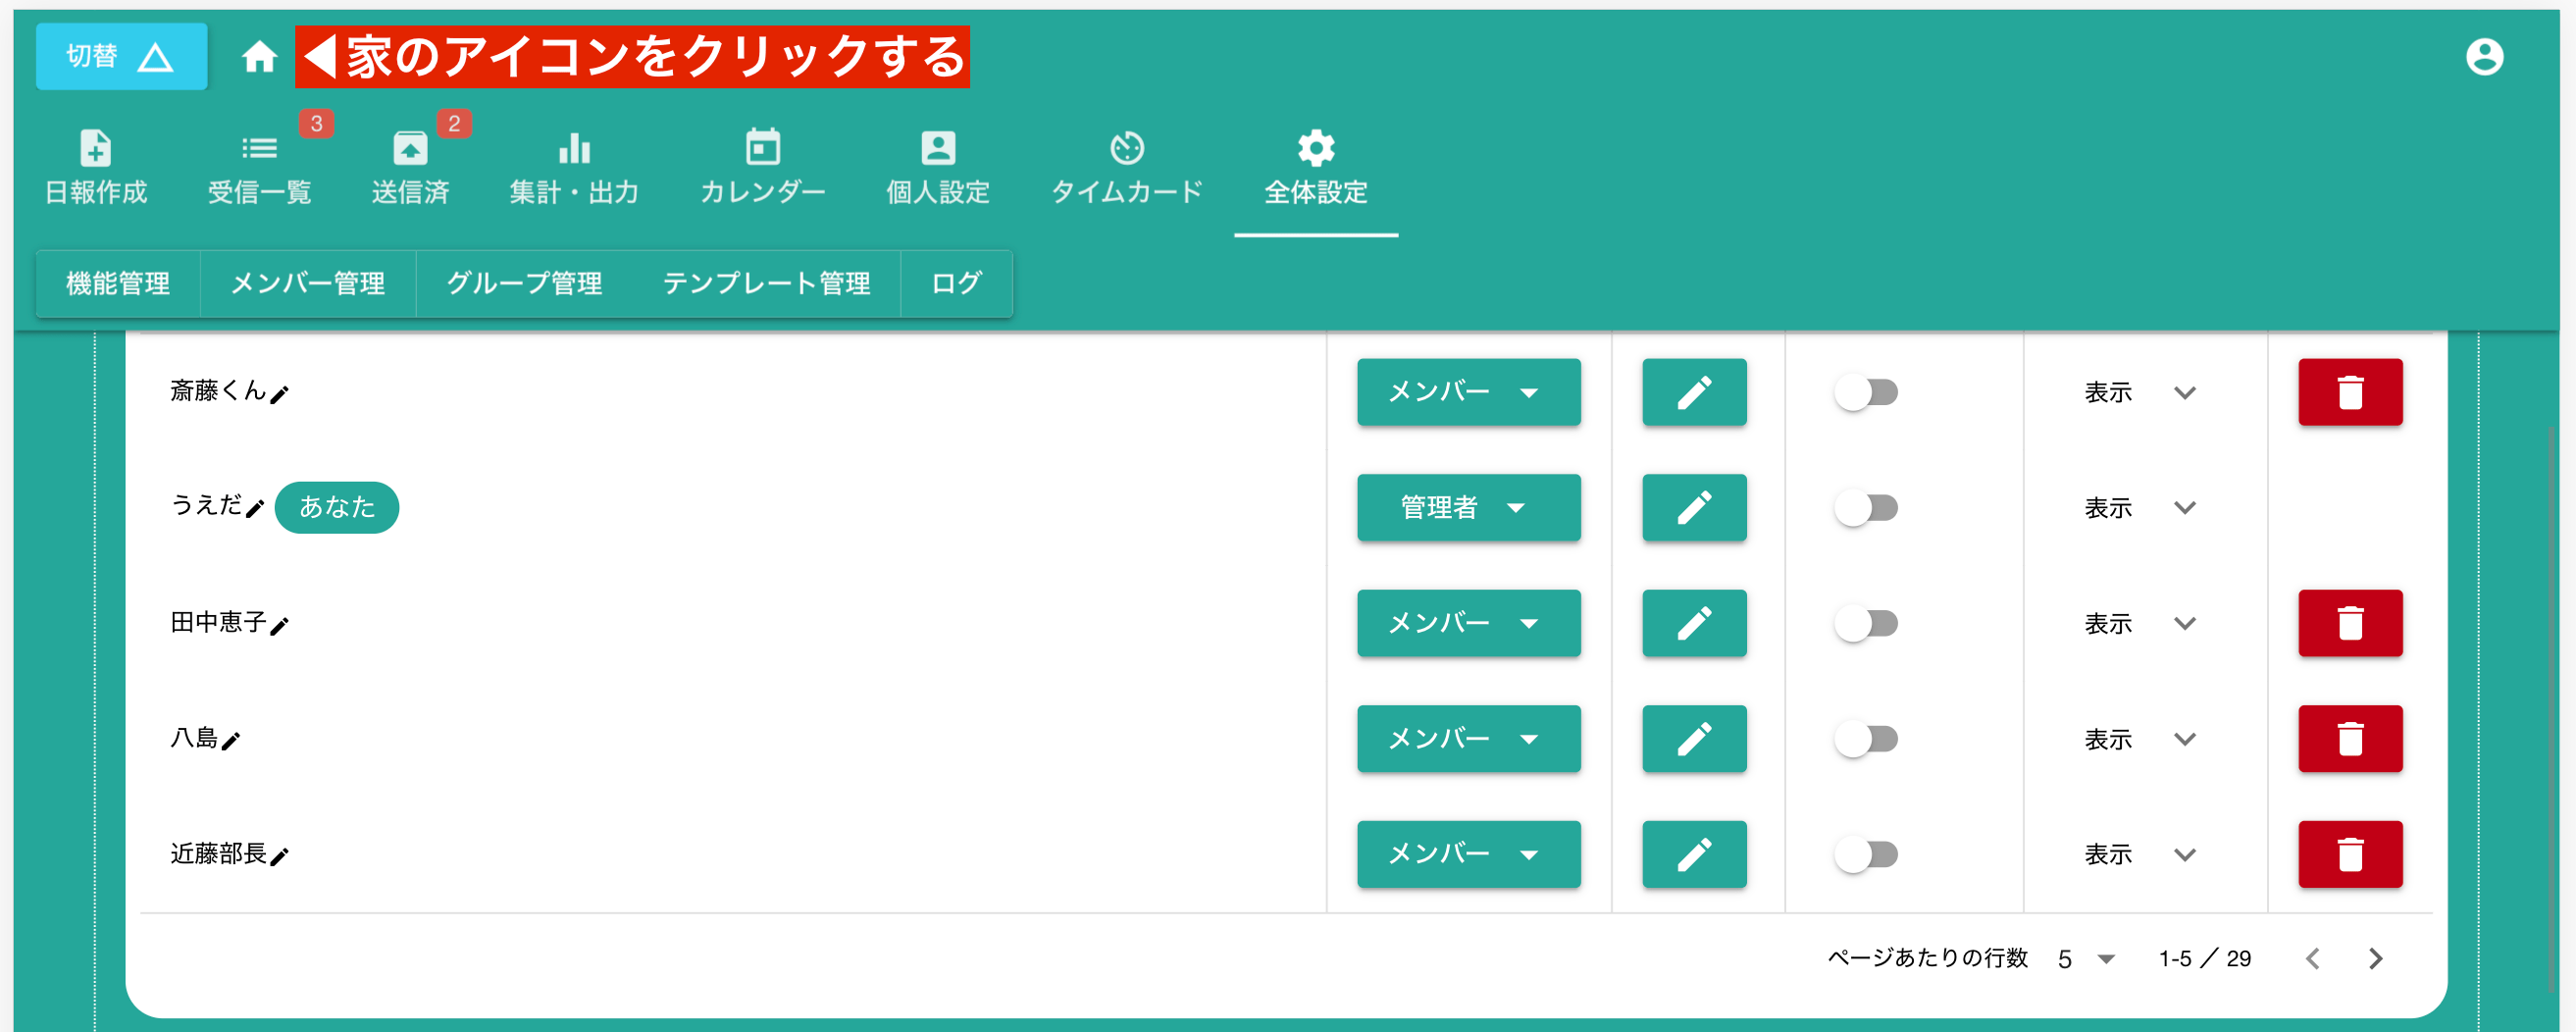 切替
◀家のアイコンをクリックする
日報作成
受信一覧 3
送信済 2
集計・出力
カレンダー
個人設定
タイムカード
全体設定
機能管理
メンバー管理
グループ管理
テンプレート管理
ログ
斎藤くん メンバー 表示
うえだ あなた 管理者 表示
田中恵子 メンバー 表示
八島 メンバー 表示
近藤部長 メンバー 表示
ページあたりの行数 5 1-5 / 29